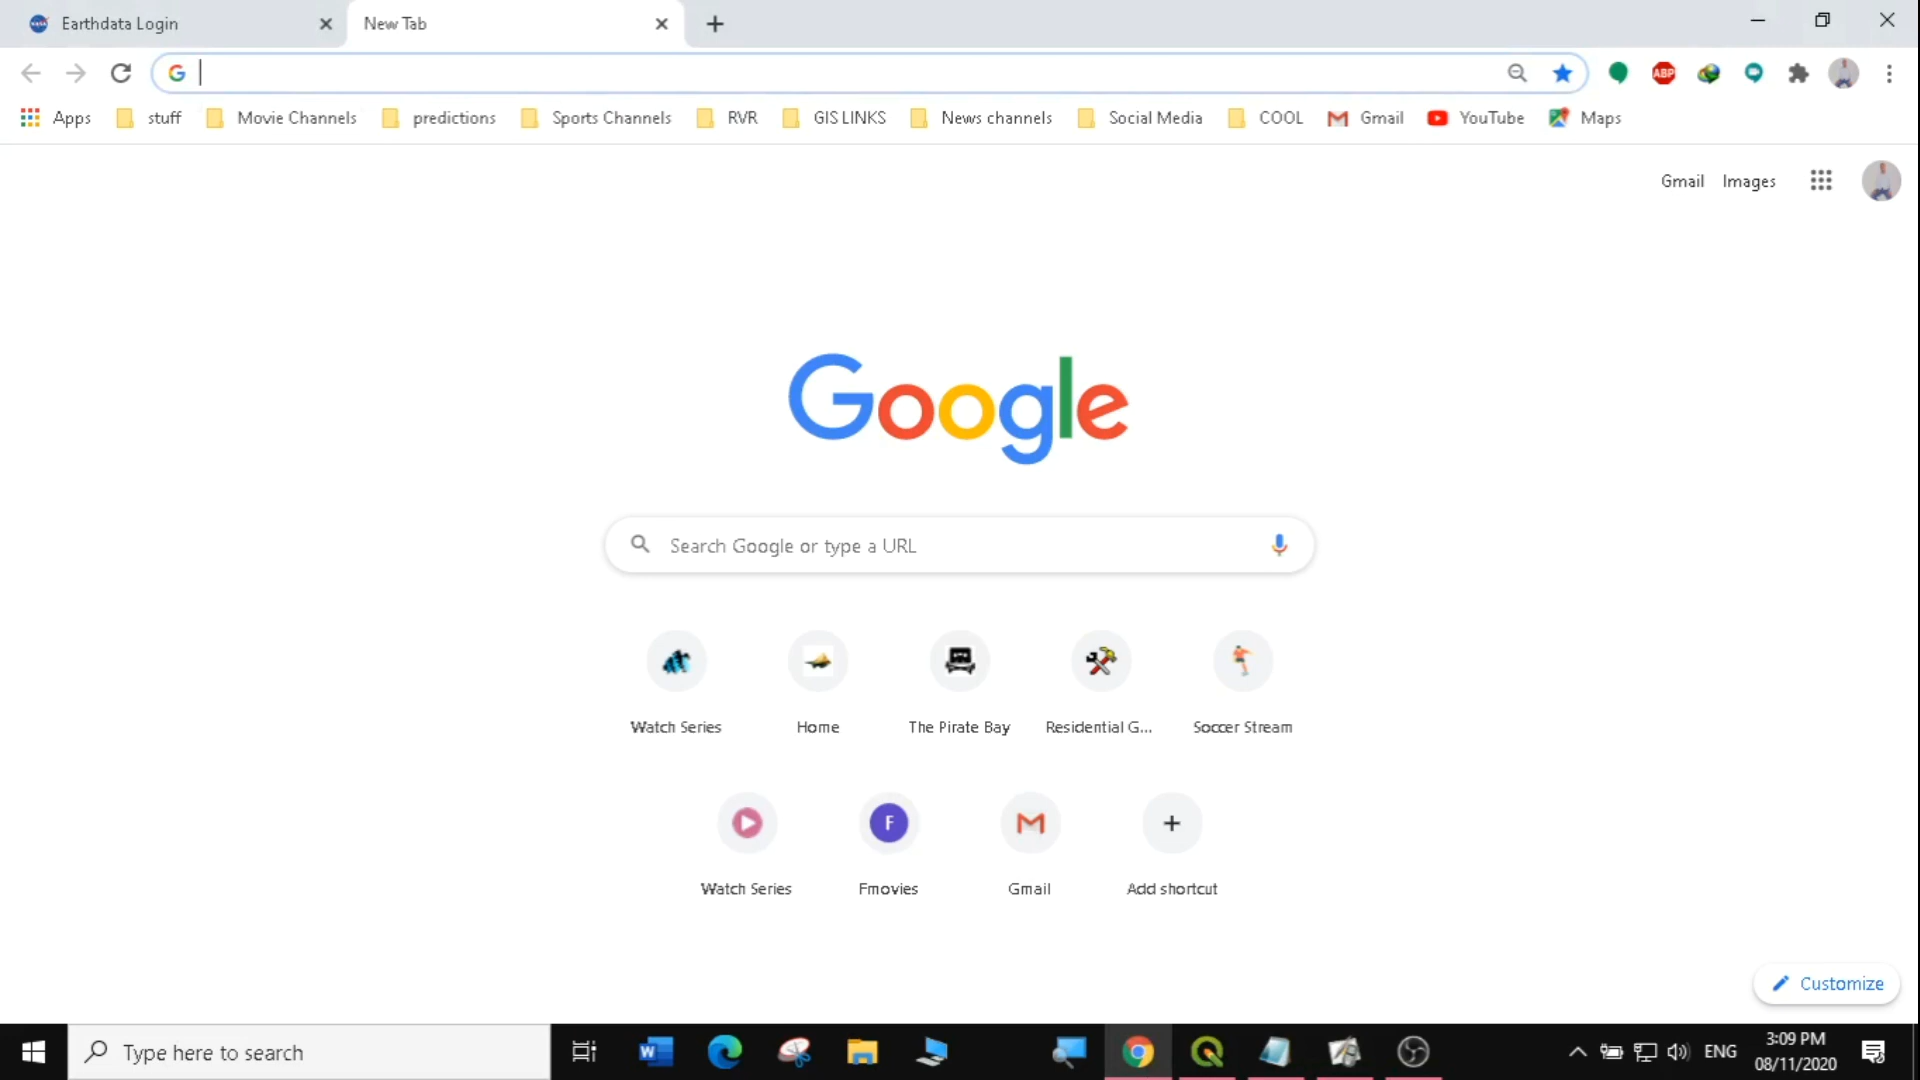 Earthdata Login
New Tab
Apps stuff Movie Channels predictions Sports Channels RVR GIS LINKS News channels Social Media COOL Gmail YouTube Maps
ABP
Gmail Images
Google
Search Google or type a URL
Watch Series Home The Pirate Bay Residential G... Soccer Stream
F
Watch Series Fmovies Gmail Add shortcut
Customize
Type here to search
ENG
3:09 PM
08/11/2020